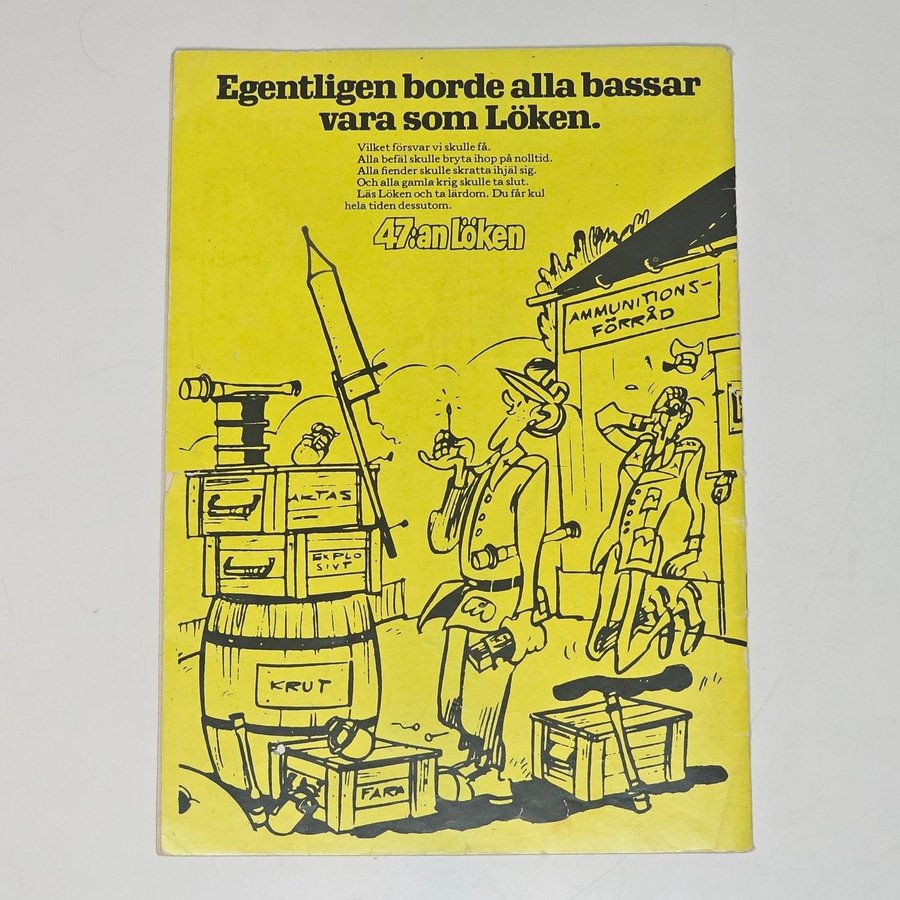 Egentligen borde alla bassar
vara som Löken.
Vilket försvar vi skulle få.
Alla befäl skulle bryta ihop på nolltid.
Alla fiender skulle skratta ihjäl sig.
Och alla gamla krig skulle ta slut.
Läs Löken och ta lärdom. Du får kul
hela tiden dessutom.
47:an Löken
AMMUNITIONS-
FÖRRÅD
AKTAS
EXPLO
SIVT
KRUT
FARA